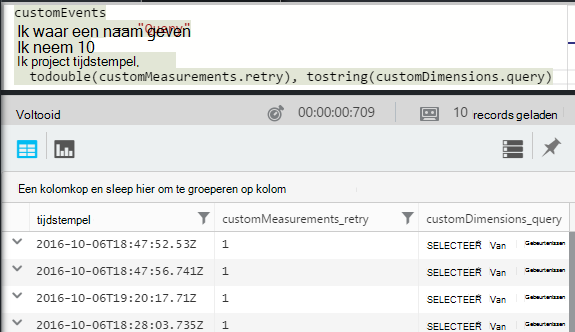 customEvents
Ik waar een naam geven "Query"
Ik neem 10
Ik project tijdstempel,
todouble(customMeasurements.retry), tostring(customDimensions.query)
Voltooid 00:00:00:709 10 records geladen
Een kolomkop en sleep hier om te groeperen op kolom
tijdstempel customMeasurements_retry customDimensions_query
2016-10-06T18:47:52.53Z 1 SELECTEER Van Gebeurtenissen
2016-10-06T18:47:56.741Z 1 SELECTEER Van Gebeurtenissen
2016-10-06T19:20:17.71Z 1 SELECTEER Van Gebeurtenissen
2016-10-06T18:28:03.735Z 1 SELECTEER Van Gebeurtenissen